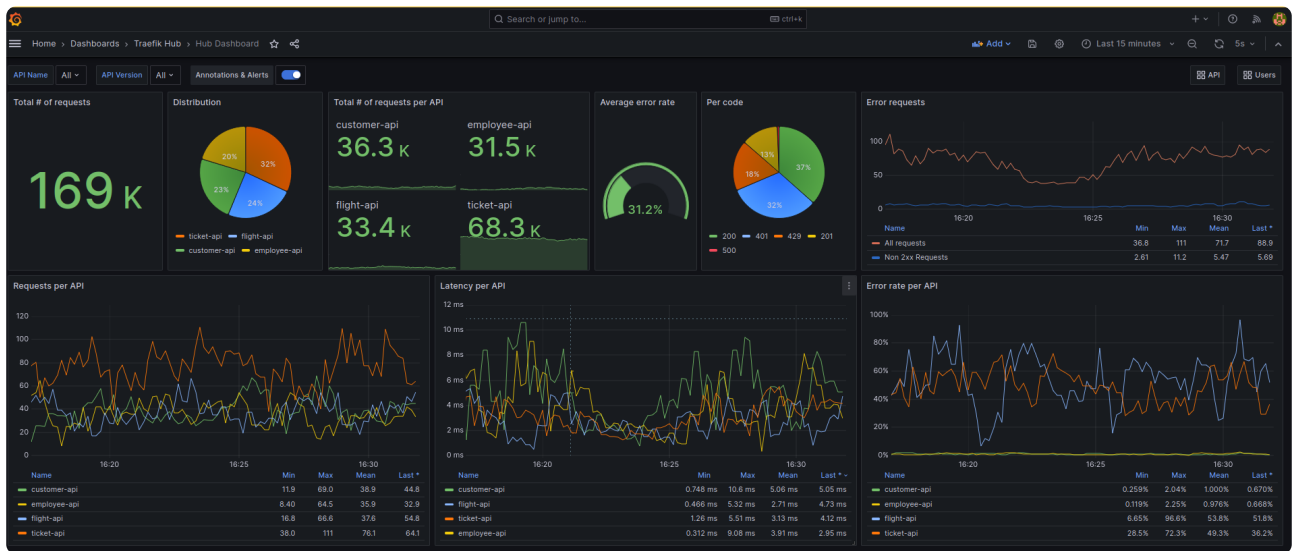 Search or jump to... ctrl+k
Home › Dashboards › Traefik Hub › Hub Dashboard Add Last 15 minutes 5s
API Name All API Version All Annotations & Alerts API Users
Total # of requests
169 K
Distribution
20% 32%
23% 24%
ticket-api flight-api
customer-api employee-api
Total # of requests per API
customer-api employee-api
36.3 K 31.5 K
flight-api ticket-api
33.4 K 68.3 K
Average error rate
31.2%
Per code
13% 37%
18% 32%
200 401 429 201
500
Error requests
100
50
0
16:20 16:25 16:30
Name Min Max Mean Last *
All requests 36.8 111 71.7 88.9
Non 2xx Requests 2.61 11.2 5.47 5.69
Requests per API
120
100
80
60
40
20
0
16:20 16:25 16:30
Name Min Max Mean Last *
customer-api 11.9 69.0 38.9 44.8
employee-api 8.40 64.5 35.9 32.9
flight-api 16.8 66.6 37.6 54.8
ticket-api 38.0 111 76.1 64.1
Latency per API
12 ms
10 ms
8 ms
6 ms
4 ms
2 ms
0 ms
16:20 16:25 16:30
Name Min Max Mean Last *
customer-api 0.748 ms 10.6 ms 5.06 ms 5.05 ms
flight-api 0.466 ms 5.32 ms 2.71 ms 4.73 ms
ticket-api 1.26 ms 5.51 ms 3.13 ms 4.12 ms
employee-api 0.312 ms 9.08 ms 3.91 ms 2.95 ms
Error rate per API
100%
80%
60%
40%
20%
0%
16:20 16:25 16:30
Name Min Max Mean Last *
customer-api 0.259% 2.04% 1.000% 0.670%
employee-api 0.119% 2.25% 0.976% 0.668%
flight-api 6.65% 96.6% 53.8% 51.8%
ticket-api 28.5% 72.3% 49.3% 36.2%